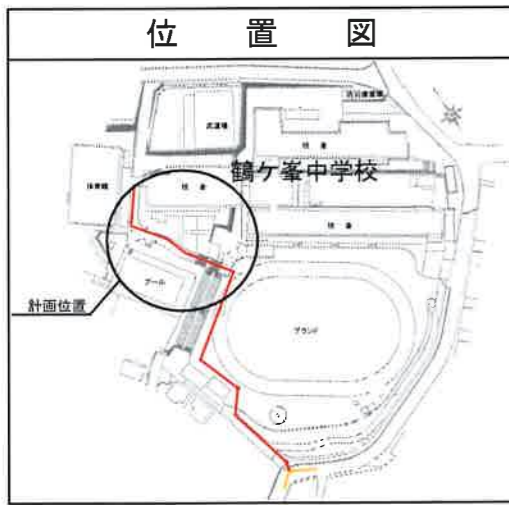 位置図
武道場
校舎
鶴ケ峯中学校
体育館
校舎
校舎
プール
計画位置
グランド